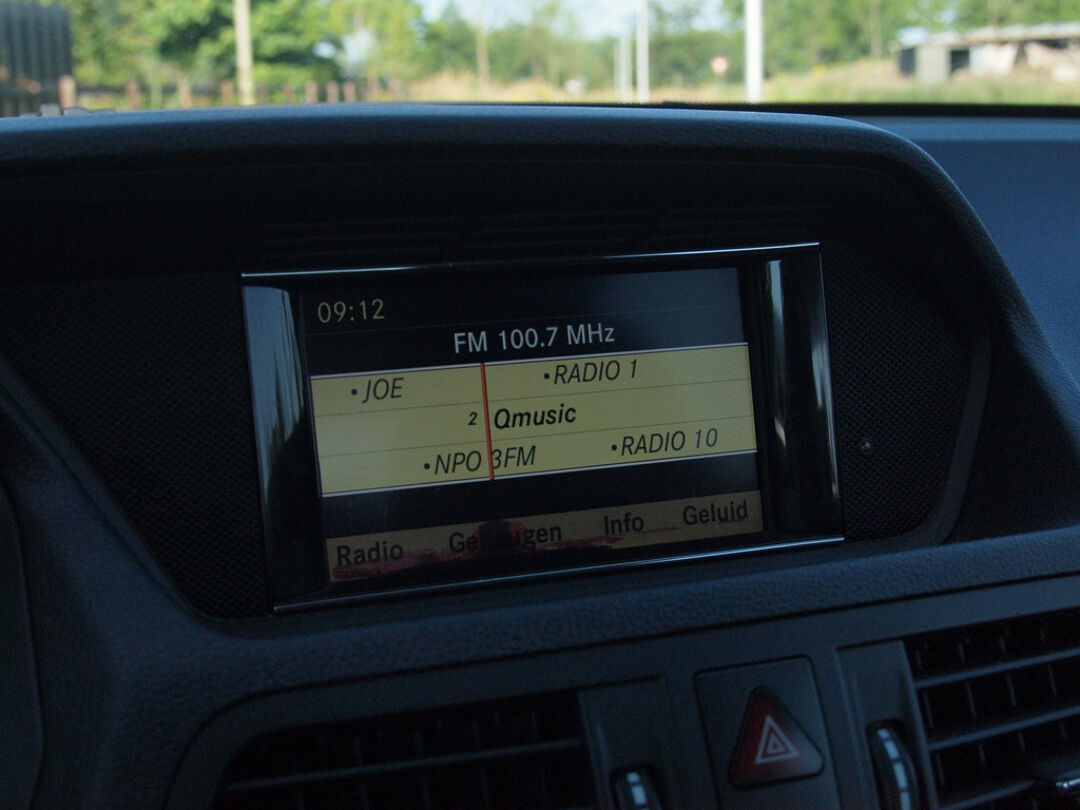 09:12
FM 100.7 MHz
•JOE •RADIO 1
2 Qmusic
•NPO 3FM •RADIO 10
Radio Info Geluid